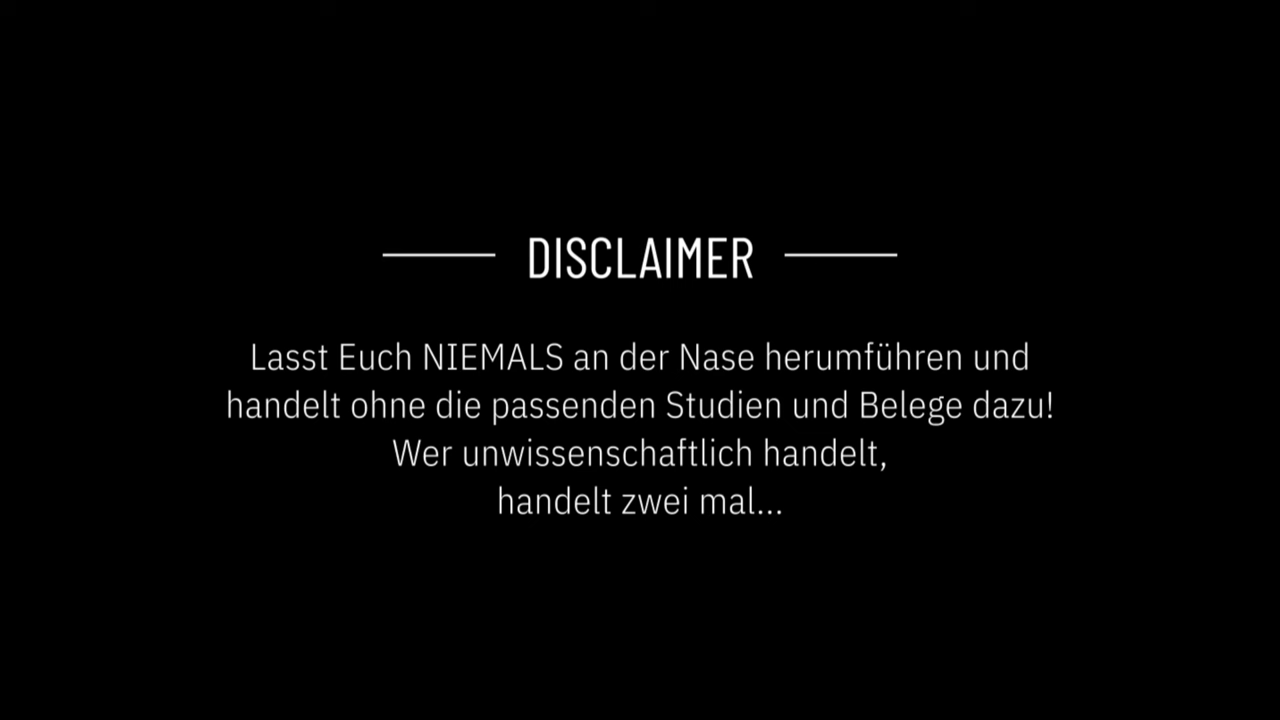 DISCLAIMER
Lasst Euch NIEMALS an der Nase herumführen und
handelt ohne die passenden Studien und Belege dazu!
Wer unwissenschaftlich handelt,
handelt zwei mal...